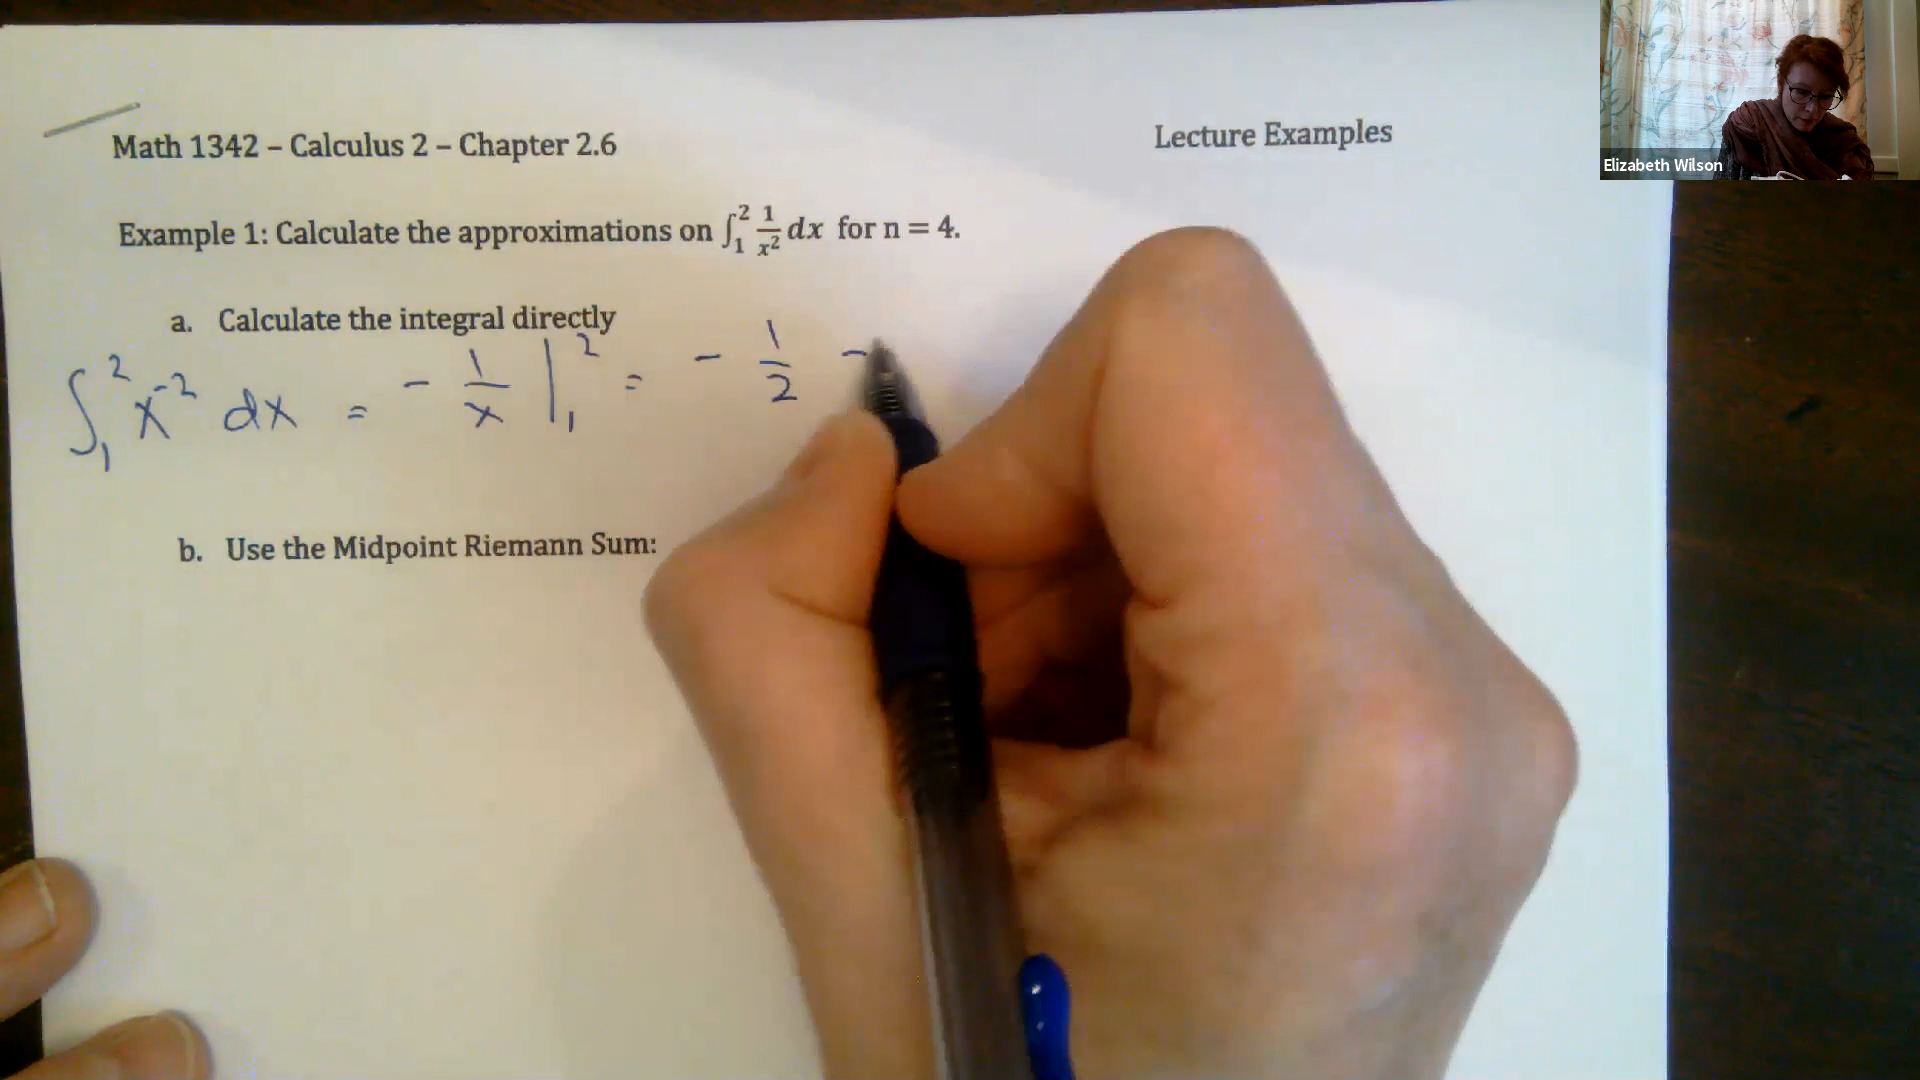 Math 1342 – Calculus 2 – Chapter 2.6
Lecture Examples
Elizabeth Wilson
Example 1: Calculate the approximations on ∫₁² 1/x² dx for n = 4.
a. Calculate the integral directly
∫₁² x⁻² dx = - 1/x |₁² = - 1/2 -
b. Use the Midpoint Riemann Sum: